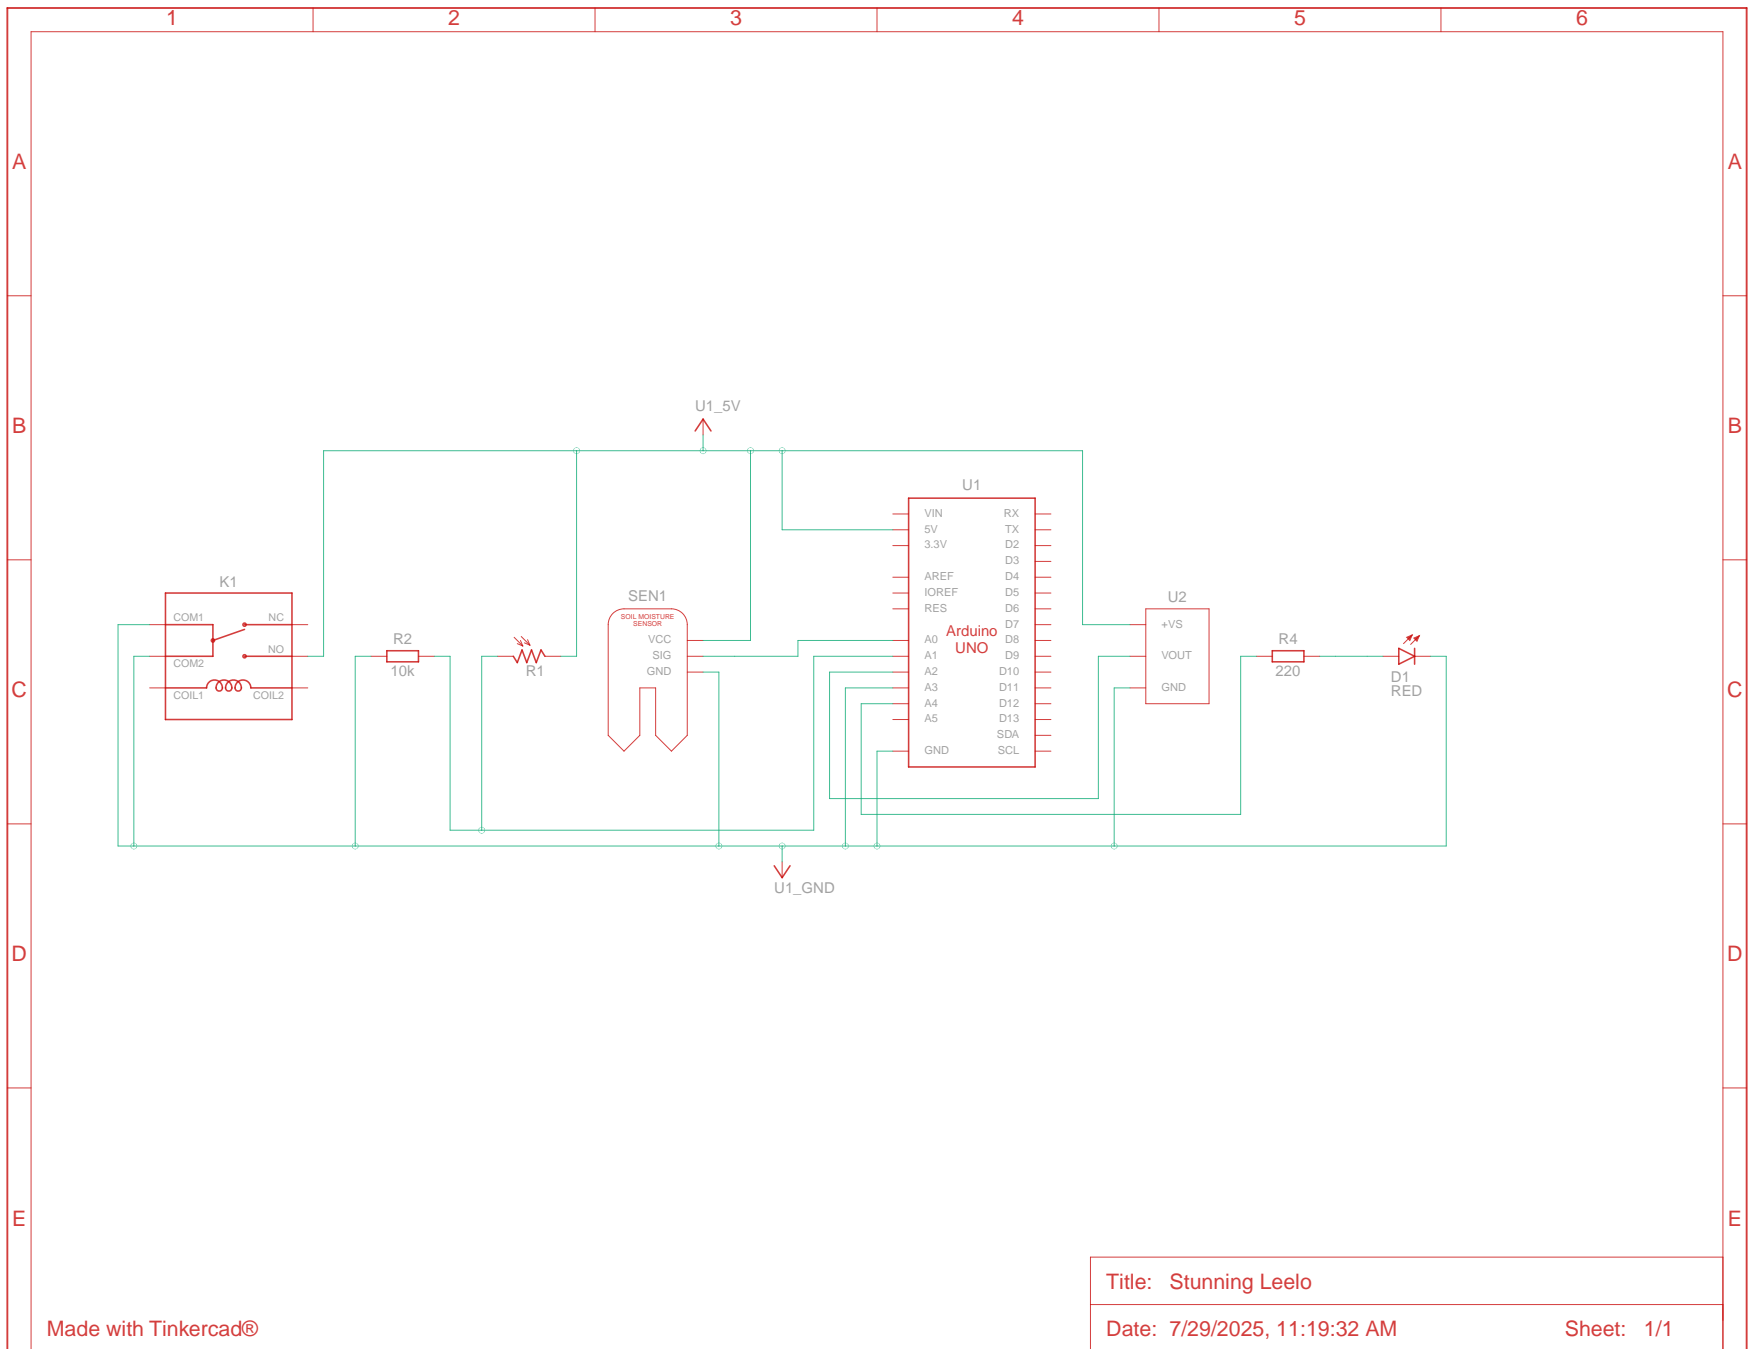 1 2 3 4 5 6
A A
U1_5V
B B
U1
VIN RX
5V TX
3.3V D2
D3
AREF D4
IOREF D5
RES D6
D7
A0 D8
A1 D9
A2 D10
A3 D11
A4 D12
A5 D13
SDA
GND SCL
Arduino
UNO
K1
COM1 NC
NO
COM2
COIL1 COIL2
R2
10k
R1
SEN1
SOIL MOISTURE
SENSOR
VCC
SIG
GND
U2
+VS
VOUT
GND
R4
220
D1
RED
C C
U1_GND
D D
E E
Title: Stunning Leelo
Made with Tinkercad®
Date: 7/29/2025, 11:19:32 AM Sheet: 1/1